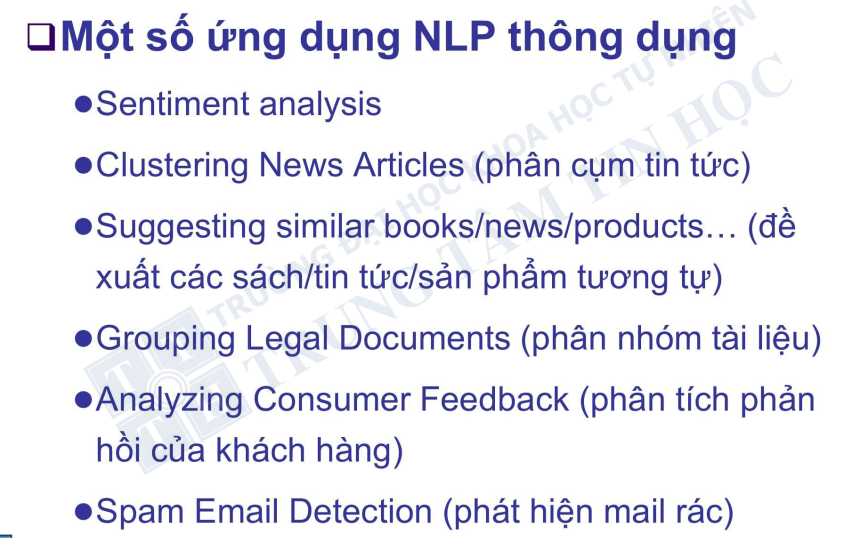 ❑Một số ứng dụng NLP thông dụng
●Sentiment analysis
●Clustering News Articles (phân cụm tin tức)
●Suggesting similar books/news/products… (đề
xuất các sách/tin tức/sản phẩm tương tự)
●Grouping Legal Documents (phân nhóm tài liệu)
●Analyzing Consumer Feedback (phân tích phản
hồi của khách hàng)
●Spam Email Detection (phát hiện mail rác)
TRƯỜNG ĐẠI HỌC KHOA HỌC TỰ NHIÊN
TRUNG TÂM TIN HỌC